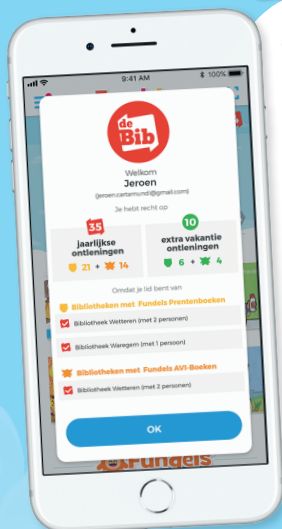 9:41 AM
100%
de
Bib
Welkom
Jeroen
(jeroen.cartamundi@gmail.com)
Je hebt recht op
35
jaarlijkse
ontleningen
21 + 14
10
extra vakantie
ontleningen
6 + 4
Omdat je lid bent van
Bibliotheken met Fundels Prentenboeken
Bibliotheek Wetteren (met 2 personen)
Bibliotheek Waregem (met 1 persoon)
Bibliotheken met Fundels AVI-Boeken
Bibliotheek Wetteren (met 2 personen)
OK
Fundels